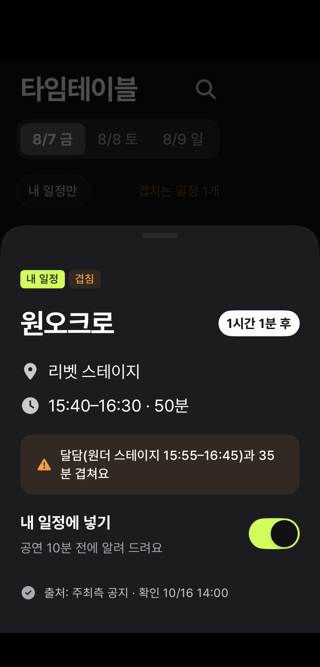 타임테이블
8/7 금
8/8 토
8/9 일
내 일정만
겹치는 일정 1개
내 일정
겹침
원오크로
1시간 1분 후
리벳 스테이지
15:40–16:30 · 50분
달담(원더 스테이지 15:55–16:45)과 35
분 겹쳐요
내 일정에 넣기
공연 10분 전에 알려 드려요
출처: 주최측 공지 · 확인 10/16 14:00